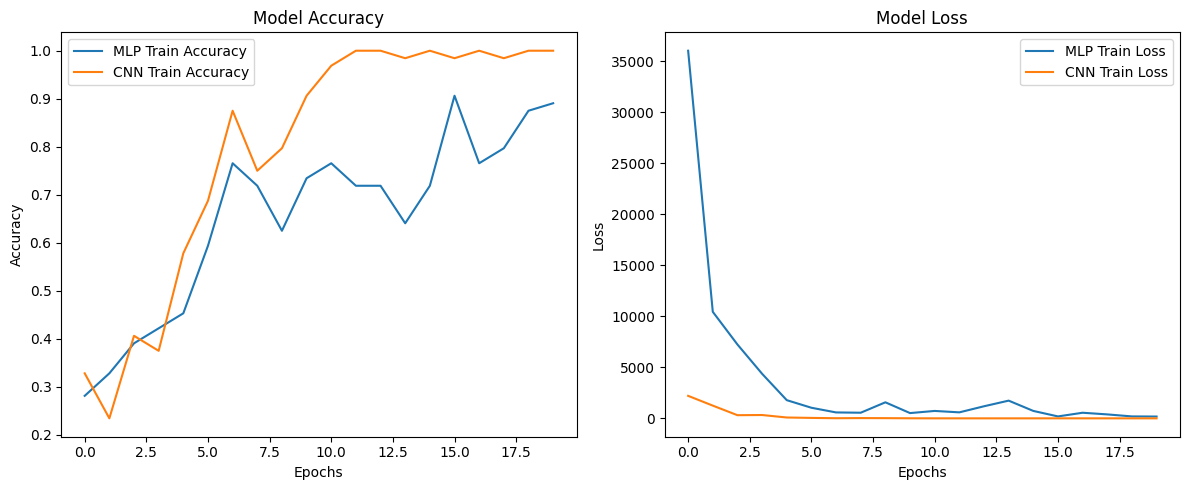 Model Accuracy
MLP Train Accuracy
CNN Train Accuracy
1.0
0.9
0.8
0.7
0.6
0.5
0.4
0.3
0.2
Accuracy
0.0 2.5 5.0 7.5 10.0 12.5 15.0 17.5
Epochs
Model Loss
MLP Train Loss
CNN Train Loss
35000
30000
25000
20000
15000
10000
5000
0
Loss
0.0 2.5 5.0 7.5 10.0 12.5 15.0 17.5
Epochs